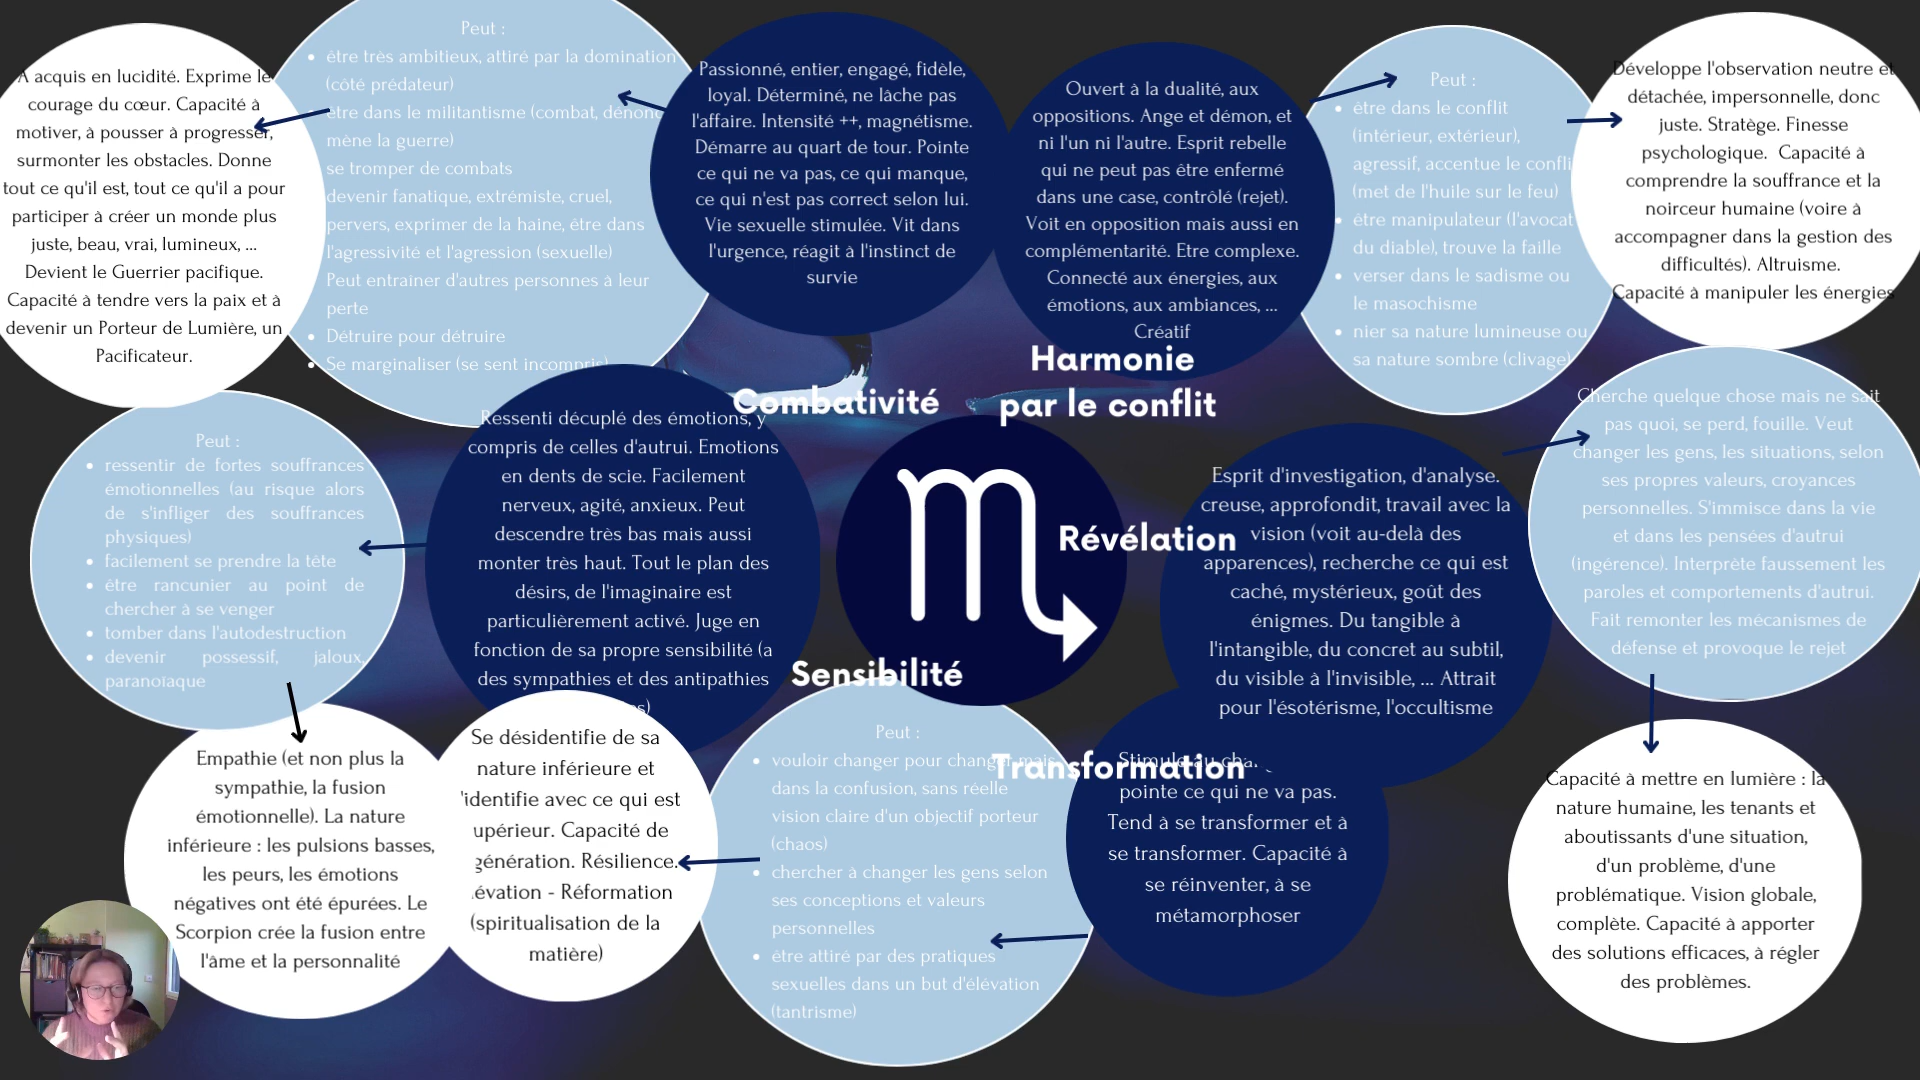 A acquis en lucidité. Exprime le
courage du cœur. Capacité à
motiver, à pousser à progresser,
surmonter les obstacles. Donne
tout ce qu'il est, tout ce qu'il a pour
participer à créer un monde plus
juste, beau, vrai, lumineux, ...
Devient le Guerrier pacifique.
Capacité à tendre vers la paix et à
devenir un Porteur de Lumière, un
Pacificateur.
Peut :
• être très ambitieux, attiré par la domination
(côté prédateur)
être dans le militantisme (combat, dénonc
mène la guerre)
se tromper de combats
devenir fanatique, extrémiste, cruel,
pervers, exprimer de la haine, être dans
l'agressivité et l'agression (sexuelle)
Peut entraîner d'autres personnes à leur
perte
• Détruire pour détruire
• Se marginaliser (se sent incompris)
Passionné, entier, engagé, fidèle,
loyal. Déterminé, ne lâche pas
l'affaire. Intensité ++, magnétisme.
Démarre au quart de tour. Pointe
ce qui ne va pas, ce qui manque,
ce qui n'est pas correct selon lui.
Vie sexuelle stimulée. Vit dans
l'urgence, réagit à l'instinct de
survie
Ouvert à la dualité, aux
oppositions. Ange et démon, et
ni l'un ni l'autre. Esprit rebelle
qui ne peut pas être enfermé
dans une case, contrôlé (rejet).
Voit en opposition mais aussi en
complémentarité. Etre complexe.
Connecté aux énergies, aux
émotions, aux ambiances, ...
Créatif
Peut :
• être dans le conflit
(intérieur, extérieur),
agressif, accentue le confli
(met de l'huile sur le feu)
• être manipulateur (l'avocat
du diable), trouve la faille
• verser dans le sadisme ou
le masochisme
• nier sa nature lumineuse ou
sa nature sombre (clivage)
Développe l'observation neutre et
détachée, impersonnelle, donc
juste. Stratège. Finesse
psychologique. Capacité à
comprendre la souffrance et la
noirceur humaine (voire à
accompagner dans la gestion des
difficultés). Altruisme.
Capacité à manipuler les énergies
Combativité
Harmonie
par le conflit
Révélation
Sensibilité
Transformation
Peut :
• ressentir de fortes souffrances
émotionnelles (au risque alors
de s'infliger des souffrances
physiques)
• facilement se prendre la tête
• être rancunier au point de
chercher à se venger
• tomber dans l'autodestruction
• devenir possessif, jaloux,
paranoïaque
Ressenti décuplé des émotions, y
compris de celles d'autrui. Emotions
en dents de scie. Facilement
nerveux, agité, anxieux. Peut
descendre très bas mais aussi
monter très haut. Tout le plan des
désirs, de l'imaginaire est
particulièrement activé. Juge en
fonction de sa propre sensibilité (a
des sympathies et des antipathies
s)
Esprit d'investigation, d'analyse.
creuse, approfondit, travail avec la
vision (voit au-delà des
apparences), recherche ce qui est
caché, mystérieux, goût des
énigmes. Du tangible à
l'intangible, du concret au subtil,
du visible à l'invisible, ... Attrait
pour l'ésotérisme, l'occultisme
Cherche quelque chose mais ne sait
pas quoi, se perd, fouille. Veut
changer les gens, les situations, selon
ses propres valeurs, croyances
personnelles. S'immisce dans la vie
et dans les pensées d'autrui
(ingérence). Interprète faussement les
paroles et comportements d'autrui.
Fait remonter les mécanismes de
défense et provoque le rejet
Empathie (et non plus la
sympathie, la fusion
émotionnelle). La nature
inférieure : les pulsions basses,
les peurs, les émotions
négatives ont été épurées. Le
Scorpion crée la fusion entre
l'âme et la personnalité
Se désidentifie de sa
nature inférieure et
'identifie avec ce qui est
upérieur. Capacité de
génération. Résilience.
évation - Réformation
(spiritualisation de la
matière)
Peut :
• vouloir changer pour changer mais
dans la confusion, sans réelle
vision claire d'un objectif porteur
(chaos)
• chercher à changer les gens selon
ses conceptions et valeurs
personnelles
• être attiré par des pratiques
sexuelles dans un but d'élévation
(tantrisme)
Stimule au cha
pointe ce qui ne va pas.
Tend à se transformer et à
se transformer. Capacité à
se réinventer, à se
métamorphoser
Capacité à mettre en lumière : la
nature humaine, les tenants et
aboutissants d'une situation,
d'un problème, d'une
problématique. Vision globale,
complète. Capacité à apporter
des solutions efficaces, à régler
des problèmes.